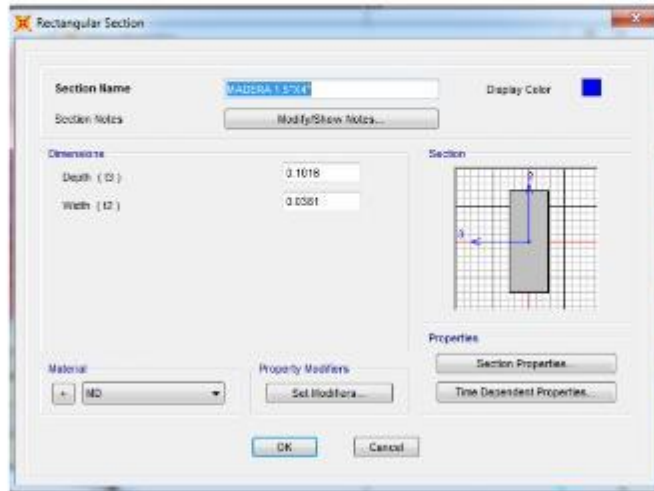 Rectangular Section
Section Name MADERA 1.5"X4" Display Color
Section Notes Modify/Show Notes...
Dimensions Section
Depth ( t3 ) 0.1016
Width ( t2 ) 0.0381
2
3
Properties
Material Property Modifiers Section Properties...
+ MD Set Modifiers... Time Dependent Properties...
OK Cancel